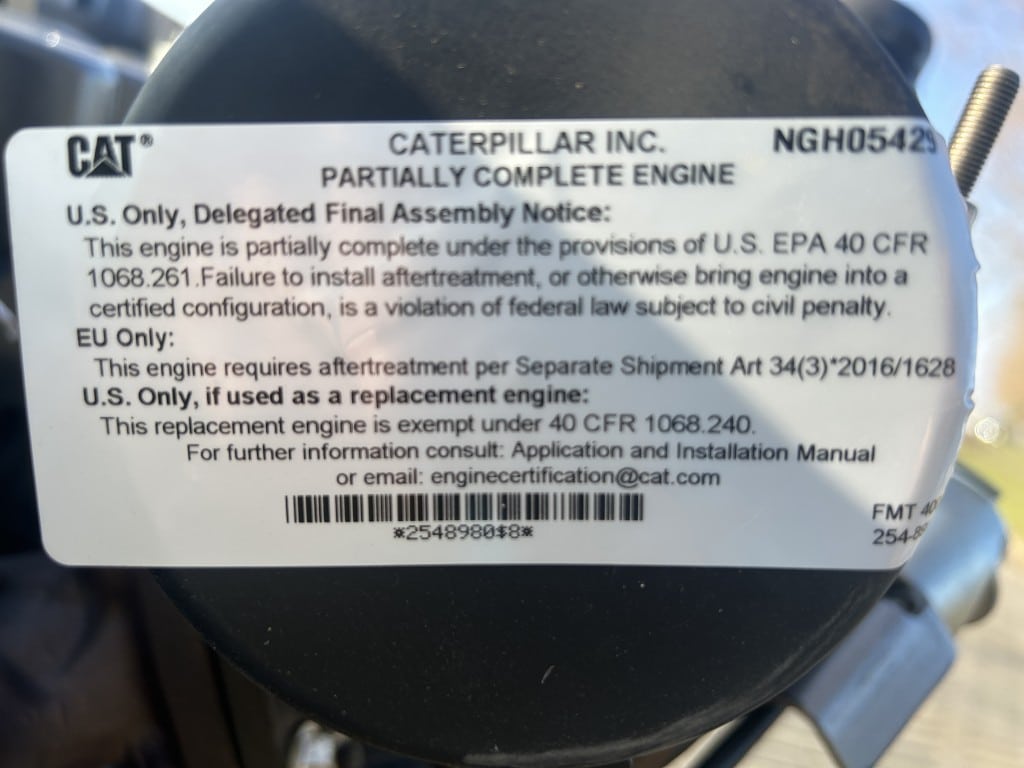 CAT®
CATERPILLAR INC.
NGH05429
PARTIALLY COMPLETE ENGINE
U.S. Only, Delegated Final Assembly Notice:
This engine is partially complete under the provisions of U.S. EPA 40 CFR
1068.261.Failure to install aftertreatment, or otherwise bring engine into a
certified configuration, is a violation of federal law subject to civil penalty.
EU Only:
This engine requires aftertreatment per Separate Shipment Art 34(3)*2016/1628
U.S. Only, if used as a replacement engine:
This replacement engine is exempt under 40 CFR 1068.240.
For further information consult: Application and Installation Manual
or email: enginecertification@cat.com
*2548980$8*
FMT